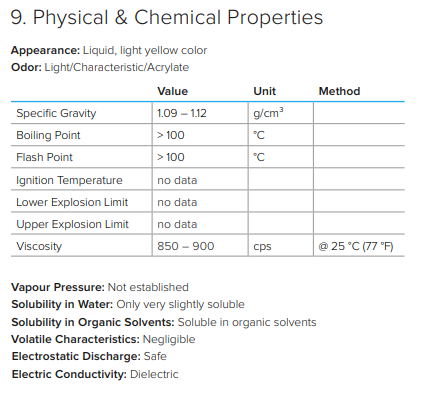 9. Physical & Chemical Properties
Appearance: Liquid, light yellow color
Odor: Light/Characteristic/Acrylate
Value Unit Method
Specific Gravity 1.09 – 1.12 g/cm³
Boiling Point > 100 °C
Flash Point > 100 °C
Ignition Temperature no data
Lower Explosion Limit no data
Upper Explosion Limit no data
Viscosity 850 – 900 cps @ 25 °C (77 °F)
Vapour Pressure: Not established
Solubility in Water: Only very slightly soluble
Solubility in Organic Solvents: Soluble in organic solvents
Volatile Characteristics: Negligible
Electrostatic Discharge: Safe
Electric Conductivity: Dielectric